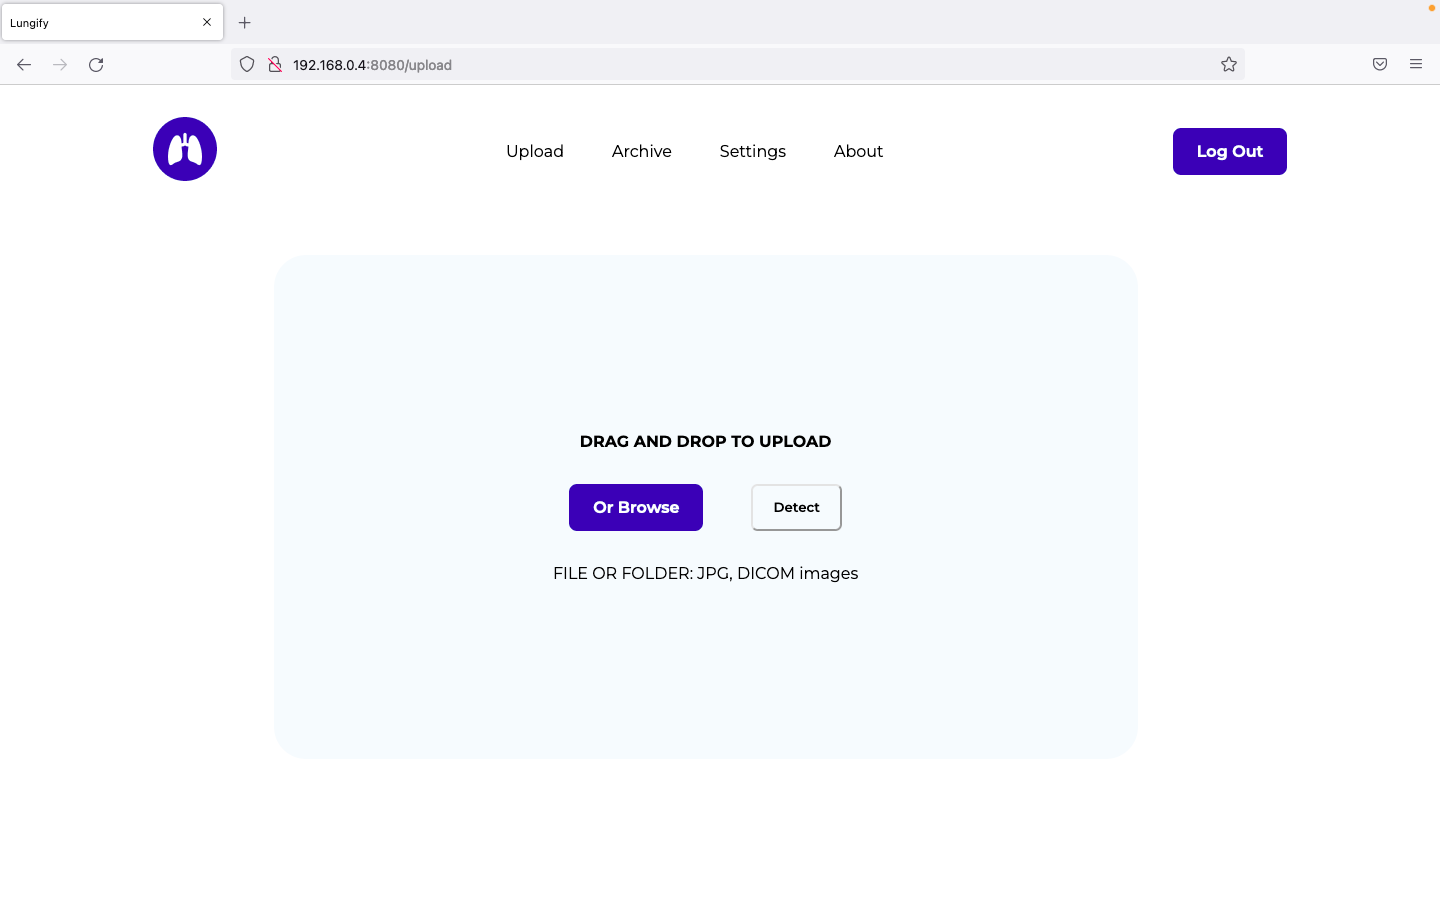 Lungify
192.168.0.4:8080/upload
Upload Archive Settings About Log Out
DRAG AND DROP TO UPLOAD
Or Browse Detect
FILE OR FOLDER: JPG, DICOM images